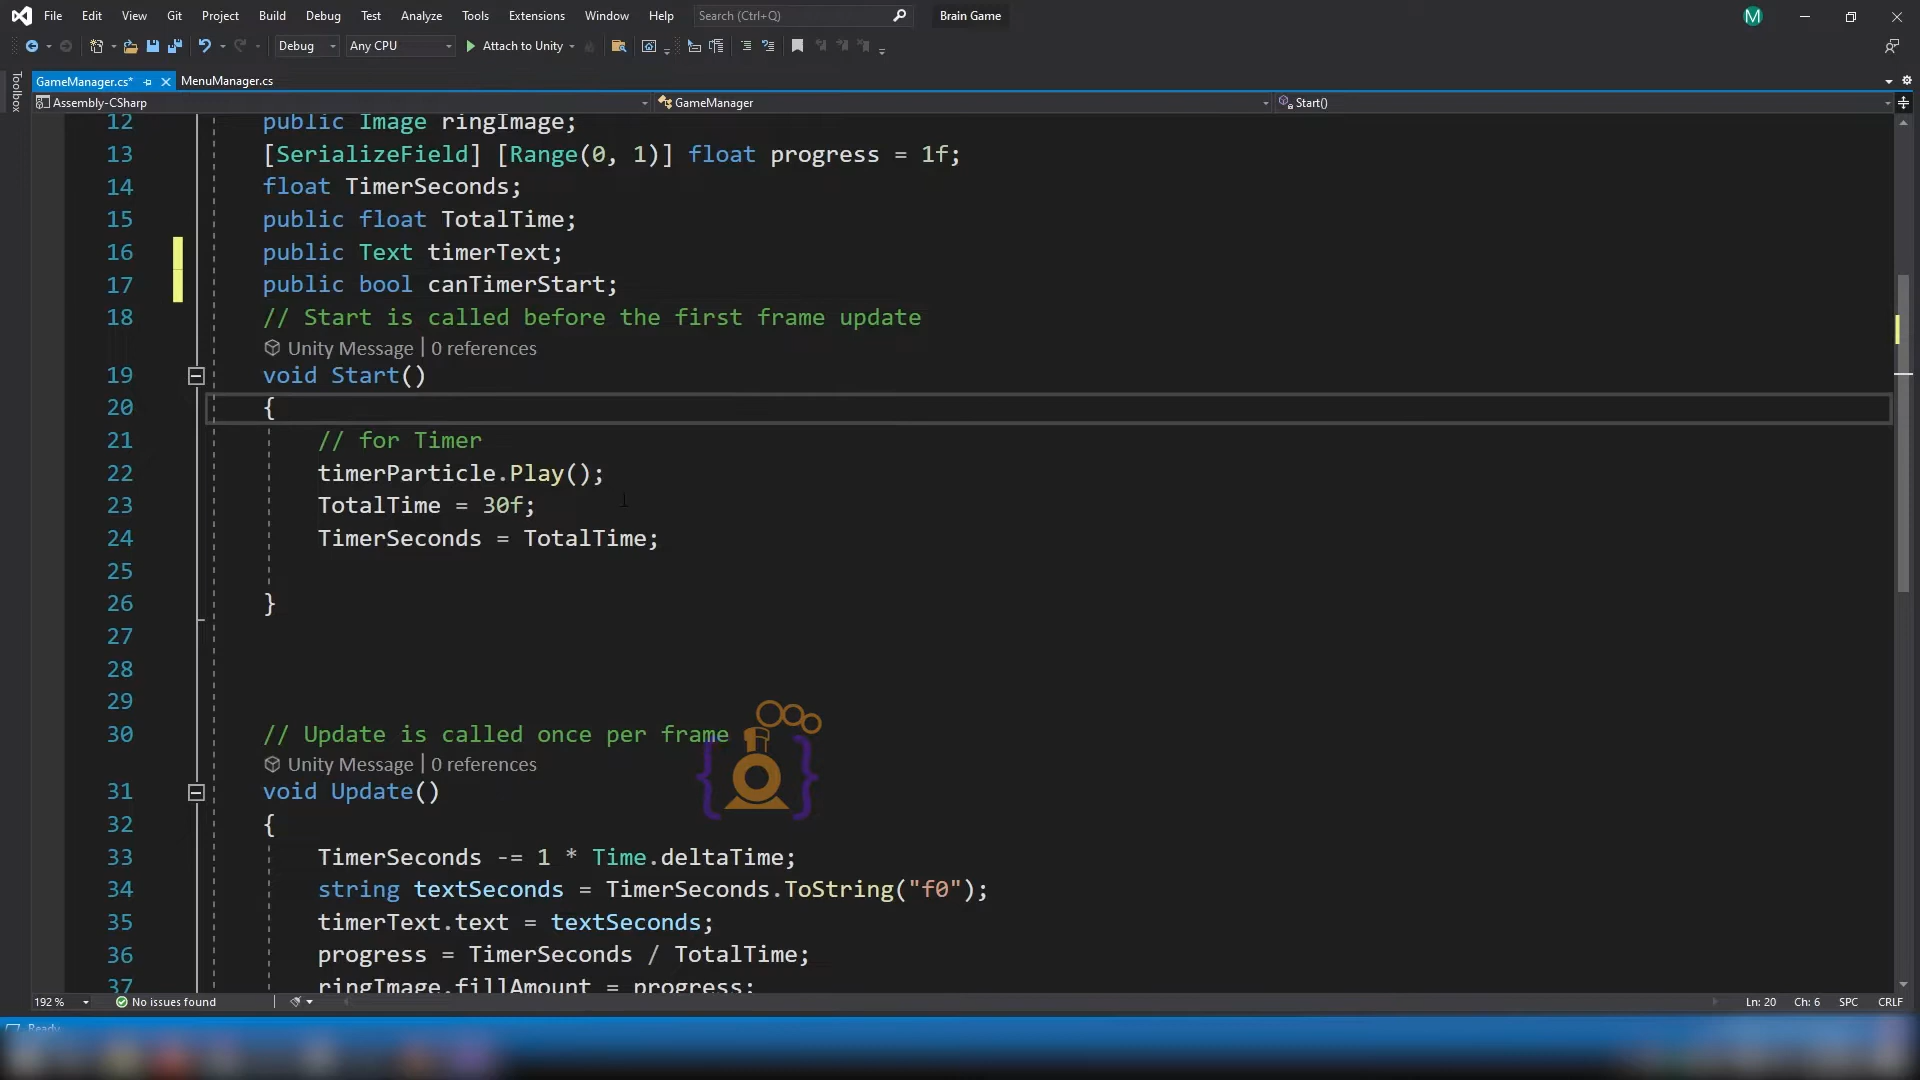 File Edit View Git Project Build Debug Test Analyze Tools Extensions Window Help Search (Ctrl+Q) Brain Game M
Debug Any CPU Attach to Unity
Toolbox
GameManager.cs* MenuManager.cs
Assembly-CSharp GameManager Start()
12 public Image ringImage;
13 [SerializeField] [Range(0, 1)] float progress = 1f;
14 float TimerSeconds;
15 public float TotalTime;
16 public Text timerText;
17 public bool canTimerStart;
18 // Start is called before the first frame update
Unity Message | 0 references
19 void Start()
20 {
21 // for Timer
22 timerParticle.Play();
23 TotalTime = 30f;
24 TimerSeconds = TotalTime;
25
26 }
27
28
29
30 // Update is called once per frame
Unity Message | 0 references
31 void Update()
32 {
33 TimerSeconds -= 1 * Time.deltaTime;
34 string textSeconds = TimerSeconds.ToString("f0");
35 timerText.text = textSeconds;
36 progress = TimerSeconds / TotalTime;
37 ringImage.fillAmount = progress;
192 % No issues found Ln: 20 Ch: 6 SPC CRLF
Ready